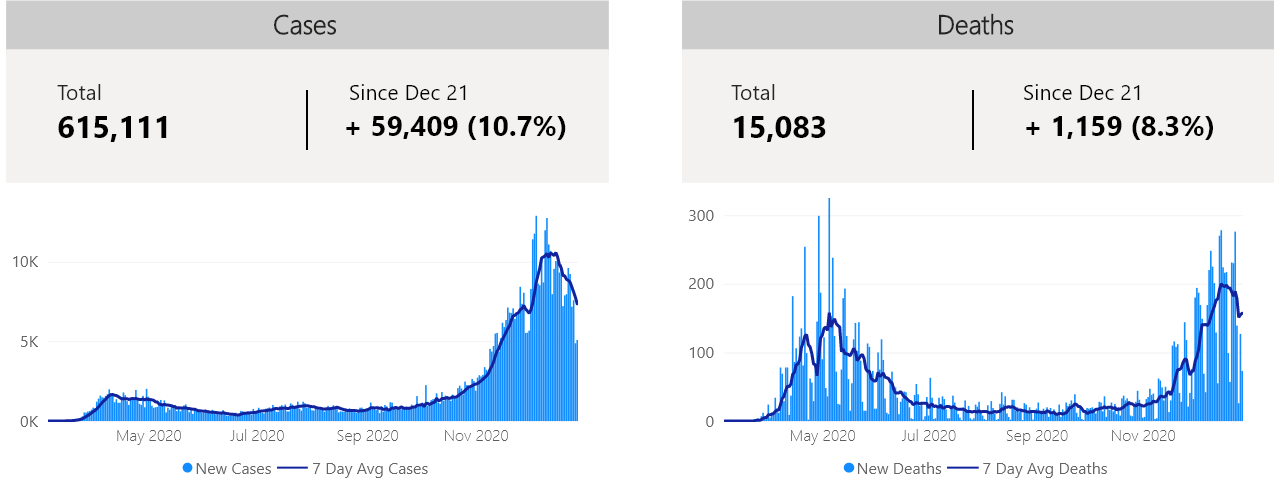 Cases
Total
615,111
Since Dec 21
+ 59,409 (10.7%)
10K
5K
0K
May 2020 Jul 2020 Sep 2020 Nov 2020
New Cases 7 Day Avg Cases
Deaths
Total
15,083
Since Dec 21
+ 1,159 (8.3%)
300
200
100
0
May 2020 Jul 2020 Sep 2020 Nov 2020
New Deaths 7 Day Avg Deaths